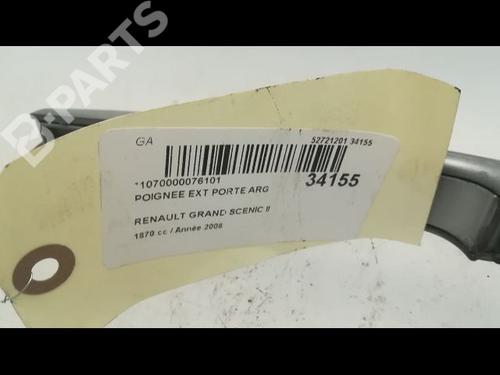 B-PARTS
GA
52721201 34155
*1070000076101
34155
POIGNEE EXT PORTE ARG
RENAULT GRAND SCENIC II
1870 cc / Année 2008